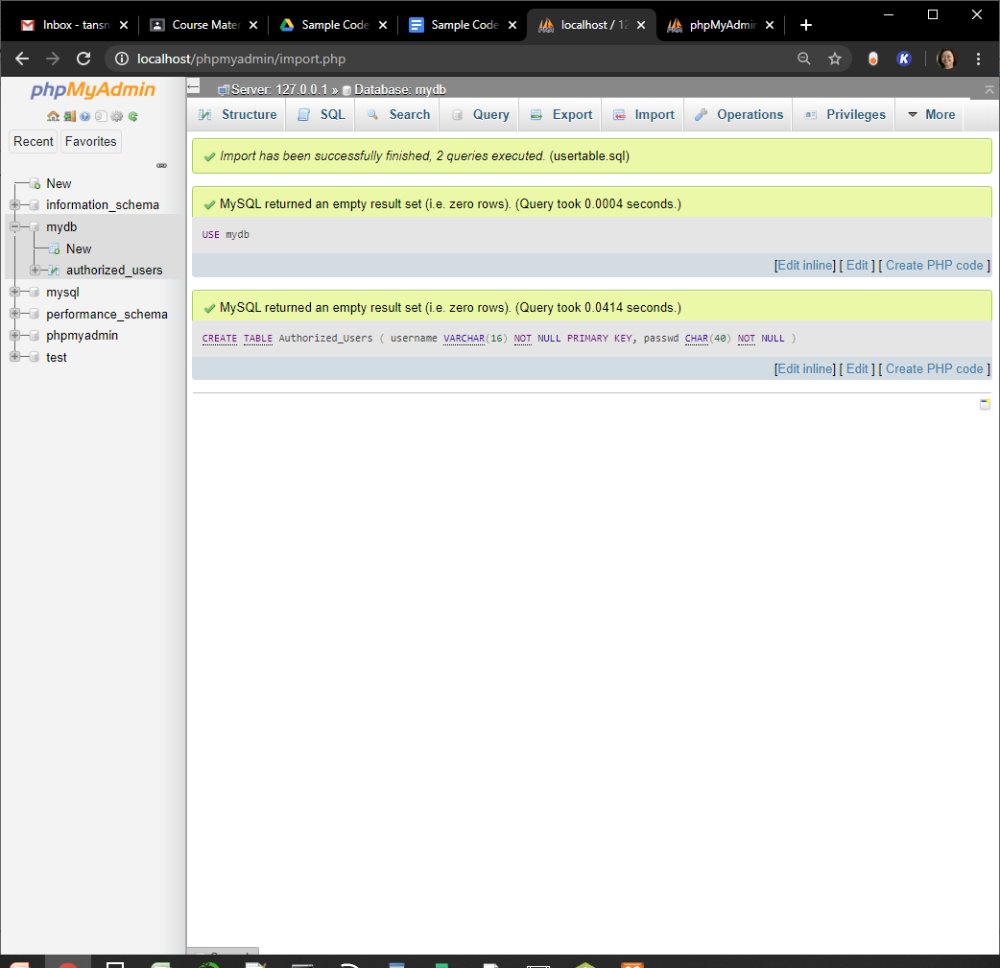 Inbox - tansn
Course Mater
Sample Code
Sample Code
localhost / 12
phpMyAdmin
localhost/phpmyadmin/import.php
K
phpMyAdmin
Server: 127.0.0.1 » Database: mydb
Structure
SQL
Search
Query
Export
Import
Operations
Privileges
More
Recent
Favorites
New
information_schema
mydb
New
authorized_users
mysql
performance_schema
phpmyadmin
test
Import has been successfully finished, 2 queries executed. (usertable.sql)
MySQL returned an empty result set (i.e. zero rows). (Query took 0.0004 seconds.)
USE mydb
[Edit inline] [ Edit ] [ Create PHP code ]
MySQL returned an empty result set (i.e. zero rows). (Query took 0.0414 seconds.)
CREATE TABLE Authorized_Users ( username VARCHAR(16) NOT NULL PRIMARY KEY, passwd CHAR(40) NOT NULL )
[Edit inline] [ Edit ] [ Create PHP code ]